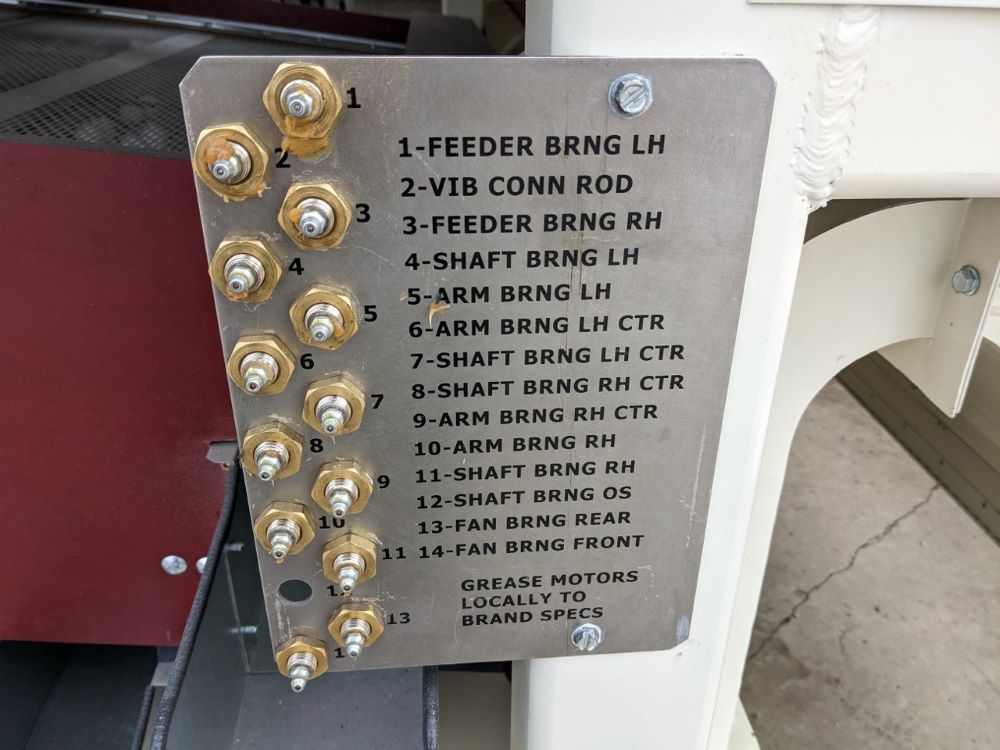 1
2
3
4
5
6
7
8
9
10
11
13
1-FEEDER BRNG LH
2-VIB CONN ROD
3-FEEDER BRNG RH
4-SHAFT BRNG LH
5-ARM BRNG LH
6-ARM BRNG LH CTR
7-SHAFT BRNG LH CTR
8-SHAFT BRNG RH CTR
9-ARM BRNG RH CTR
10-ARM BRNG RH
11-SHAFT BRNG RH
12-SHAFT BRNG OS
13-FAN BRNG REAR
14-FAN BRNG FRONT
GREASE MOTORS
LOCALLY TO
BRAND SPECS